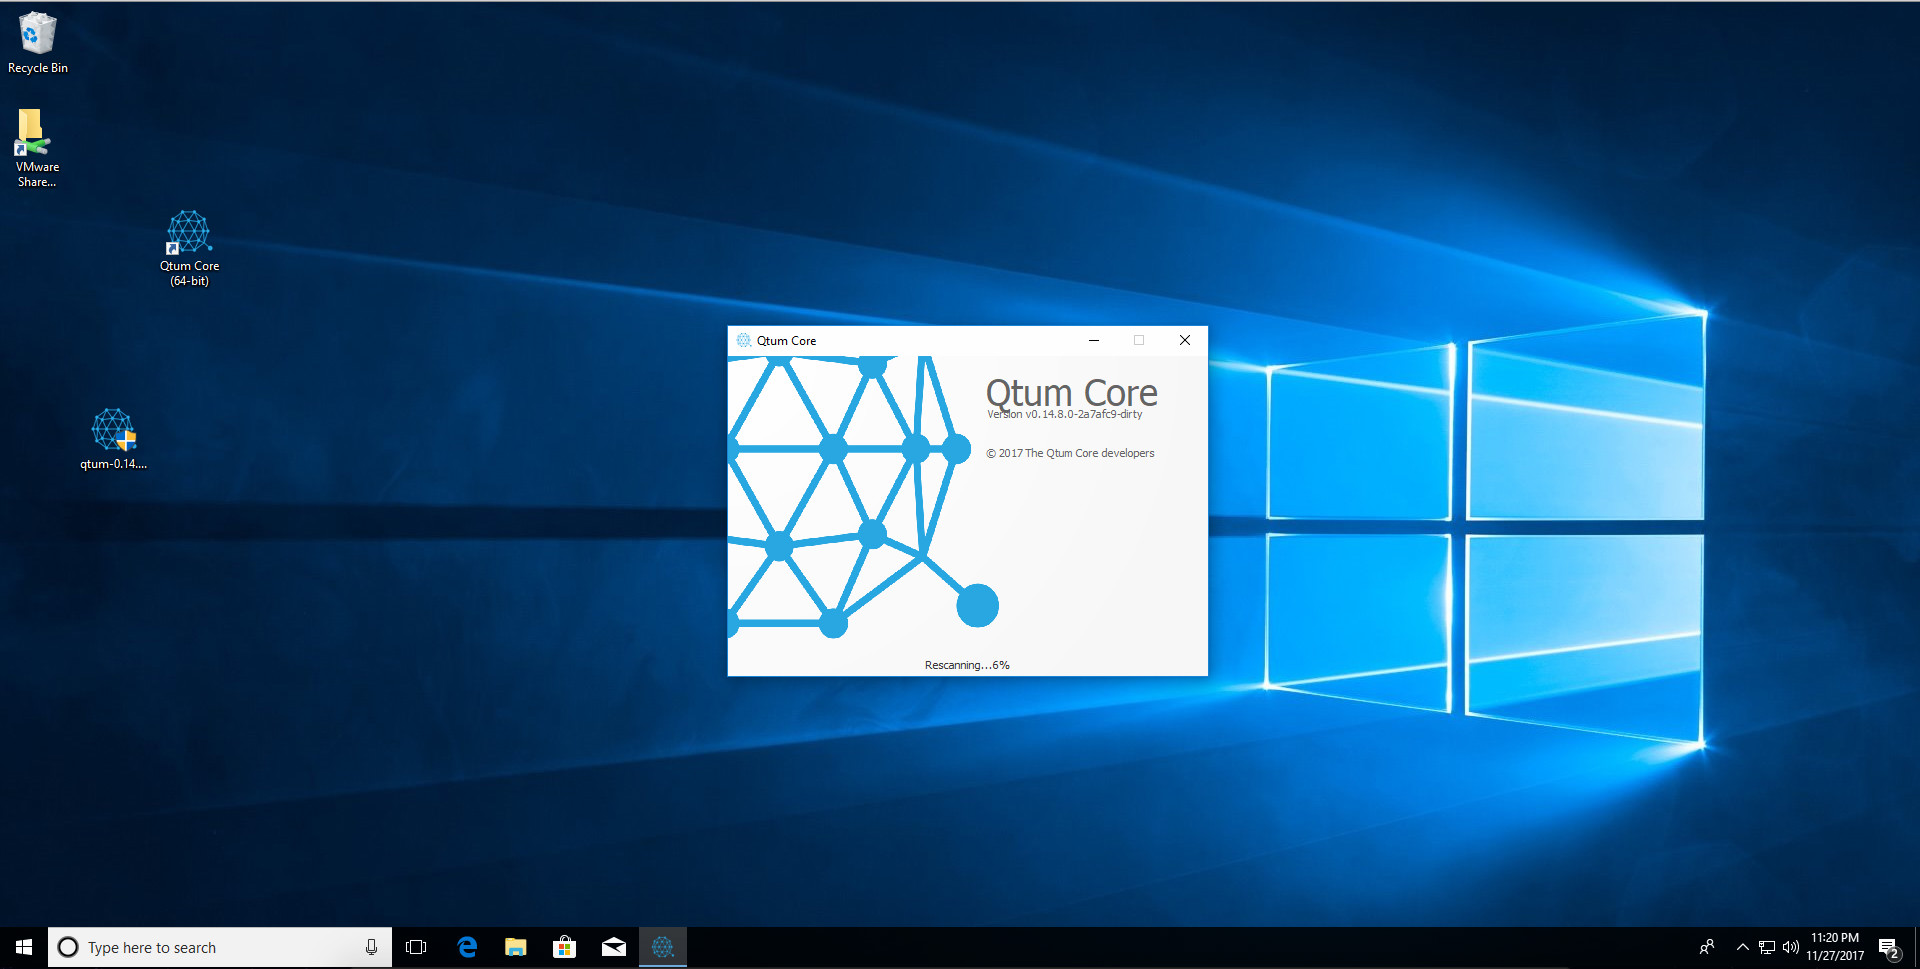 Recycle Bin
VMware
Share...
Qtum Core
(64-bit)
qtum-0.14....
Qtum Core
Qtum Core
Version v0.14.8.0-2a7afc9-dirty
© 2017 The Qtum Core developers
Rescanning...6%
Type here to search
11:20 PM
11/27/2017
2